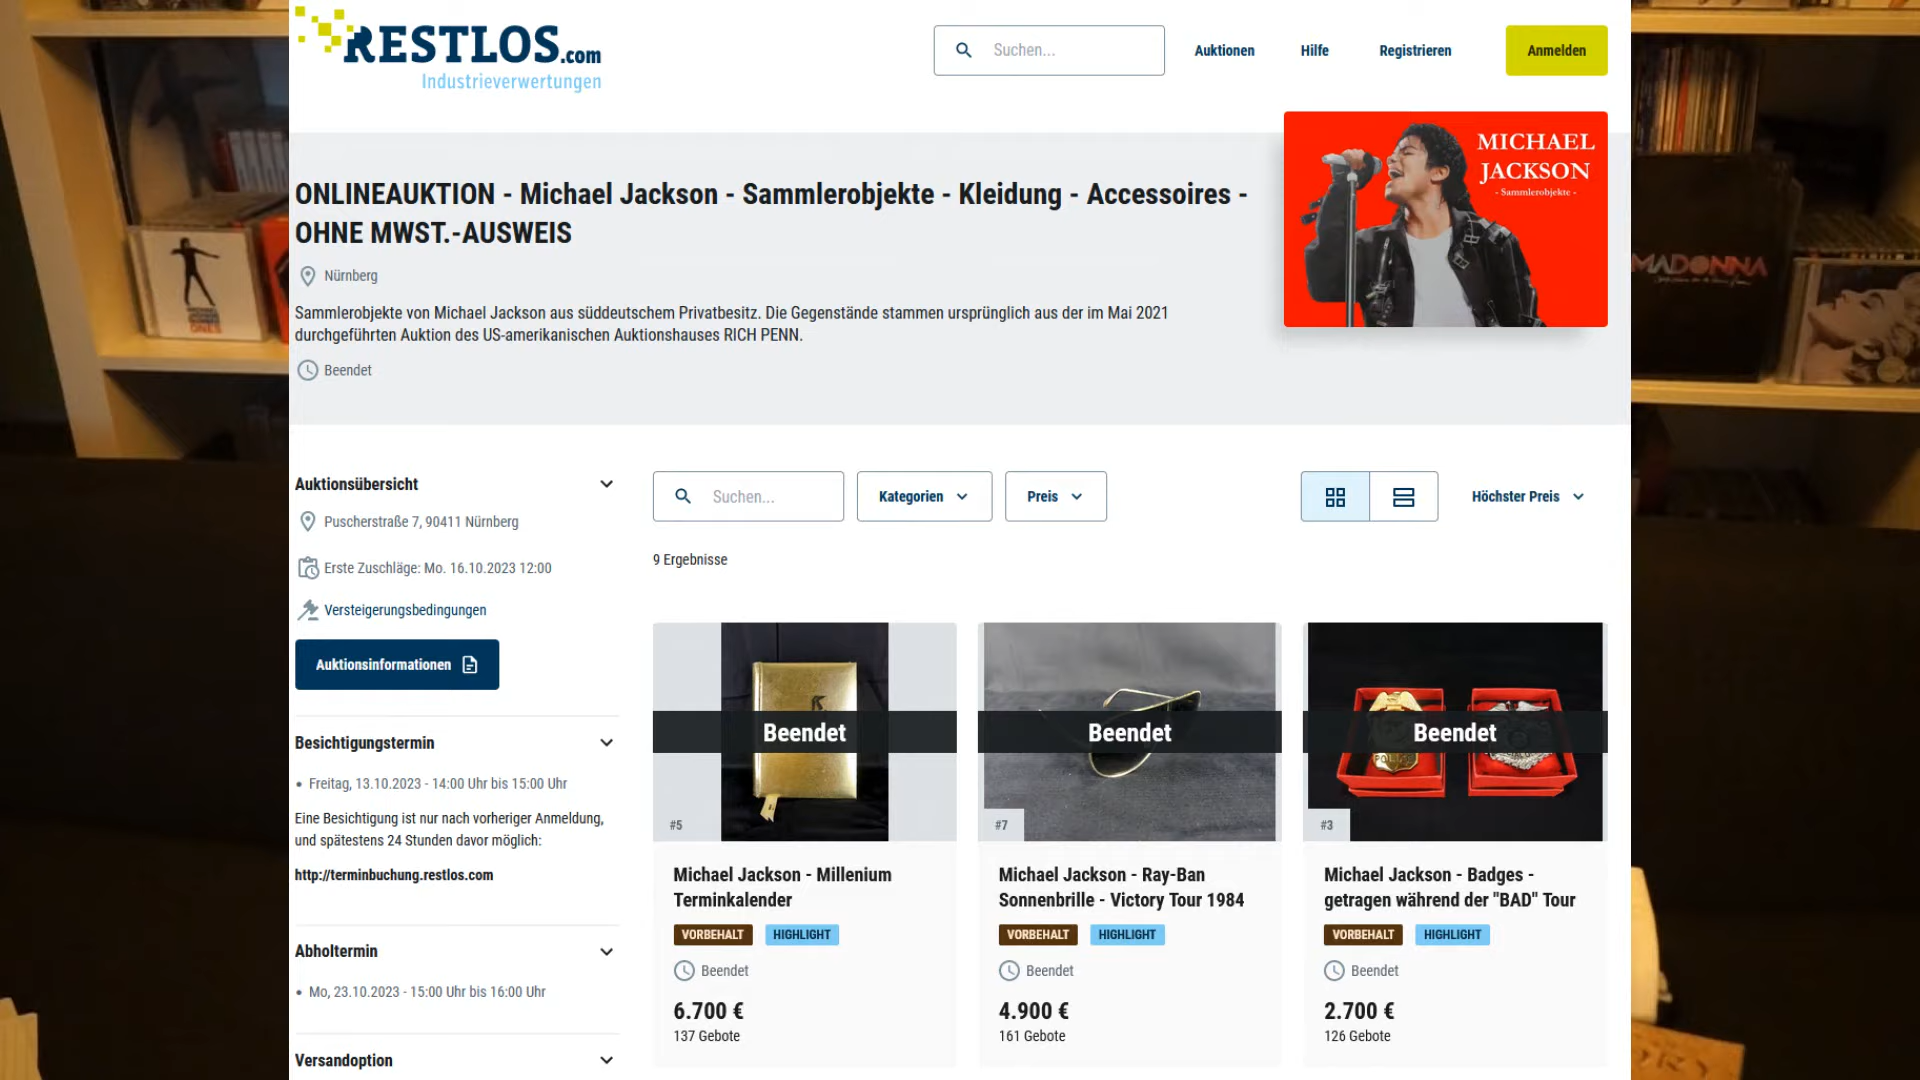 RESTLOS.com
Industrieverwertungen
Suchen...
Auktionen
Hilfe
Registrieren
Anmelden
MICHAEL
JACKSON
- Sammlerobjekte -
ONLINEAUKTION - Michael Jackson - Sammlerobjekte - Kleidung - Accessoires -
OHNE MWST.-AUSWEIS
Nürnberg
Sammlerobjekte von Michael Jackson aus süddeutschem Privatbesitz. Die Gegenstände stammen ursprünglich aus der im Mai 2021
durchgeführten Auktion des US-amerikanischen Auktionshauses RICH PENN.
Beendet
Auktionsübersicht
Puscherstraße 7, 90411 Nürnberg
Erste Zuschläge: Mo. 16.10.2023 12:00
Versteigerungsbedingungen
Auktionsinformationen
Besichtigungstermin
• Freitag, 13.10.2023 - 14:00 Uhr bis 15:00 Uhr
Eine Besichtigung ist nur nach vorheriger Anmeldung,
und spätestens 24 Stunden davor möglich:
http://terminbuchung.restlos.com
Abholtermin
• Mo, 23.10.2023 - 15:00 Uhr bis 16:00 Uhr
Versandoption
Suchen...
Kategorien
Preis
Höchster Preis
9 Ergebnisse
Beendet
#5
Michael Jackson - Millenium
Terminkalender
VORBEHALT
HIGHLIGHT
Beendet
6.700 €
137 Gebote
Beendet
#7
Michael Jackson - Ray-Ban
Sonnenbrille - Victory Tour 1984
VORBEHALT
HIGHLIGHT
Beendet
4.900 €
161 Gebote
Beendet
#3
Michael Jackson - Badges -
getragen während der "BAD" Tour
VORBEHALT
HIGHLIGHT
Beendet
2.700 €
126 Gebote
MADONNA